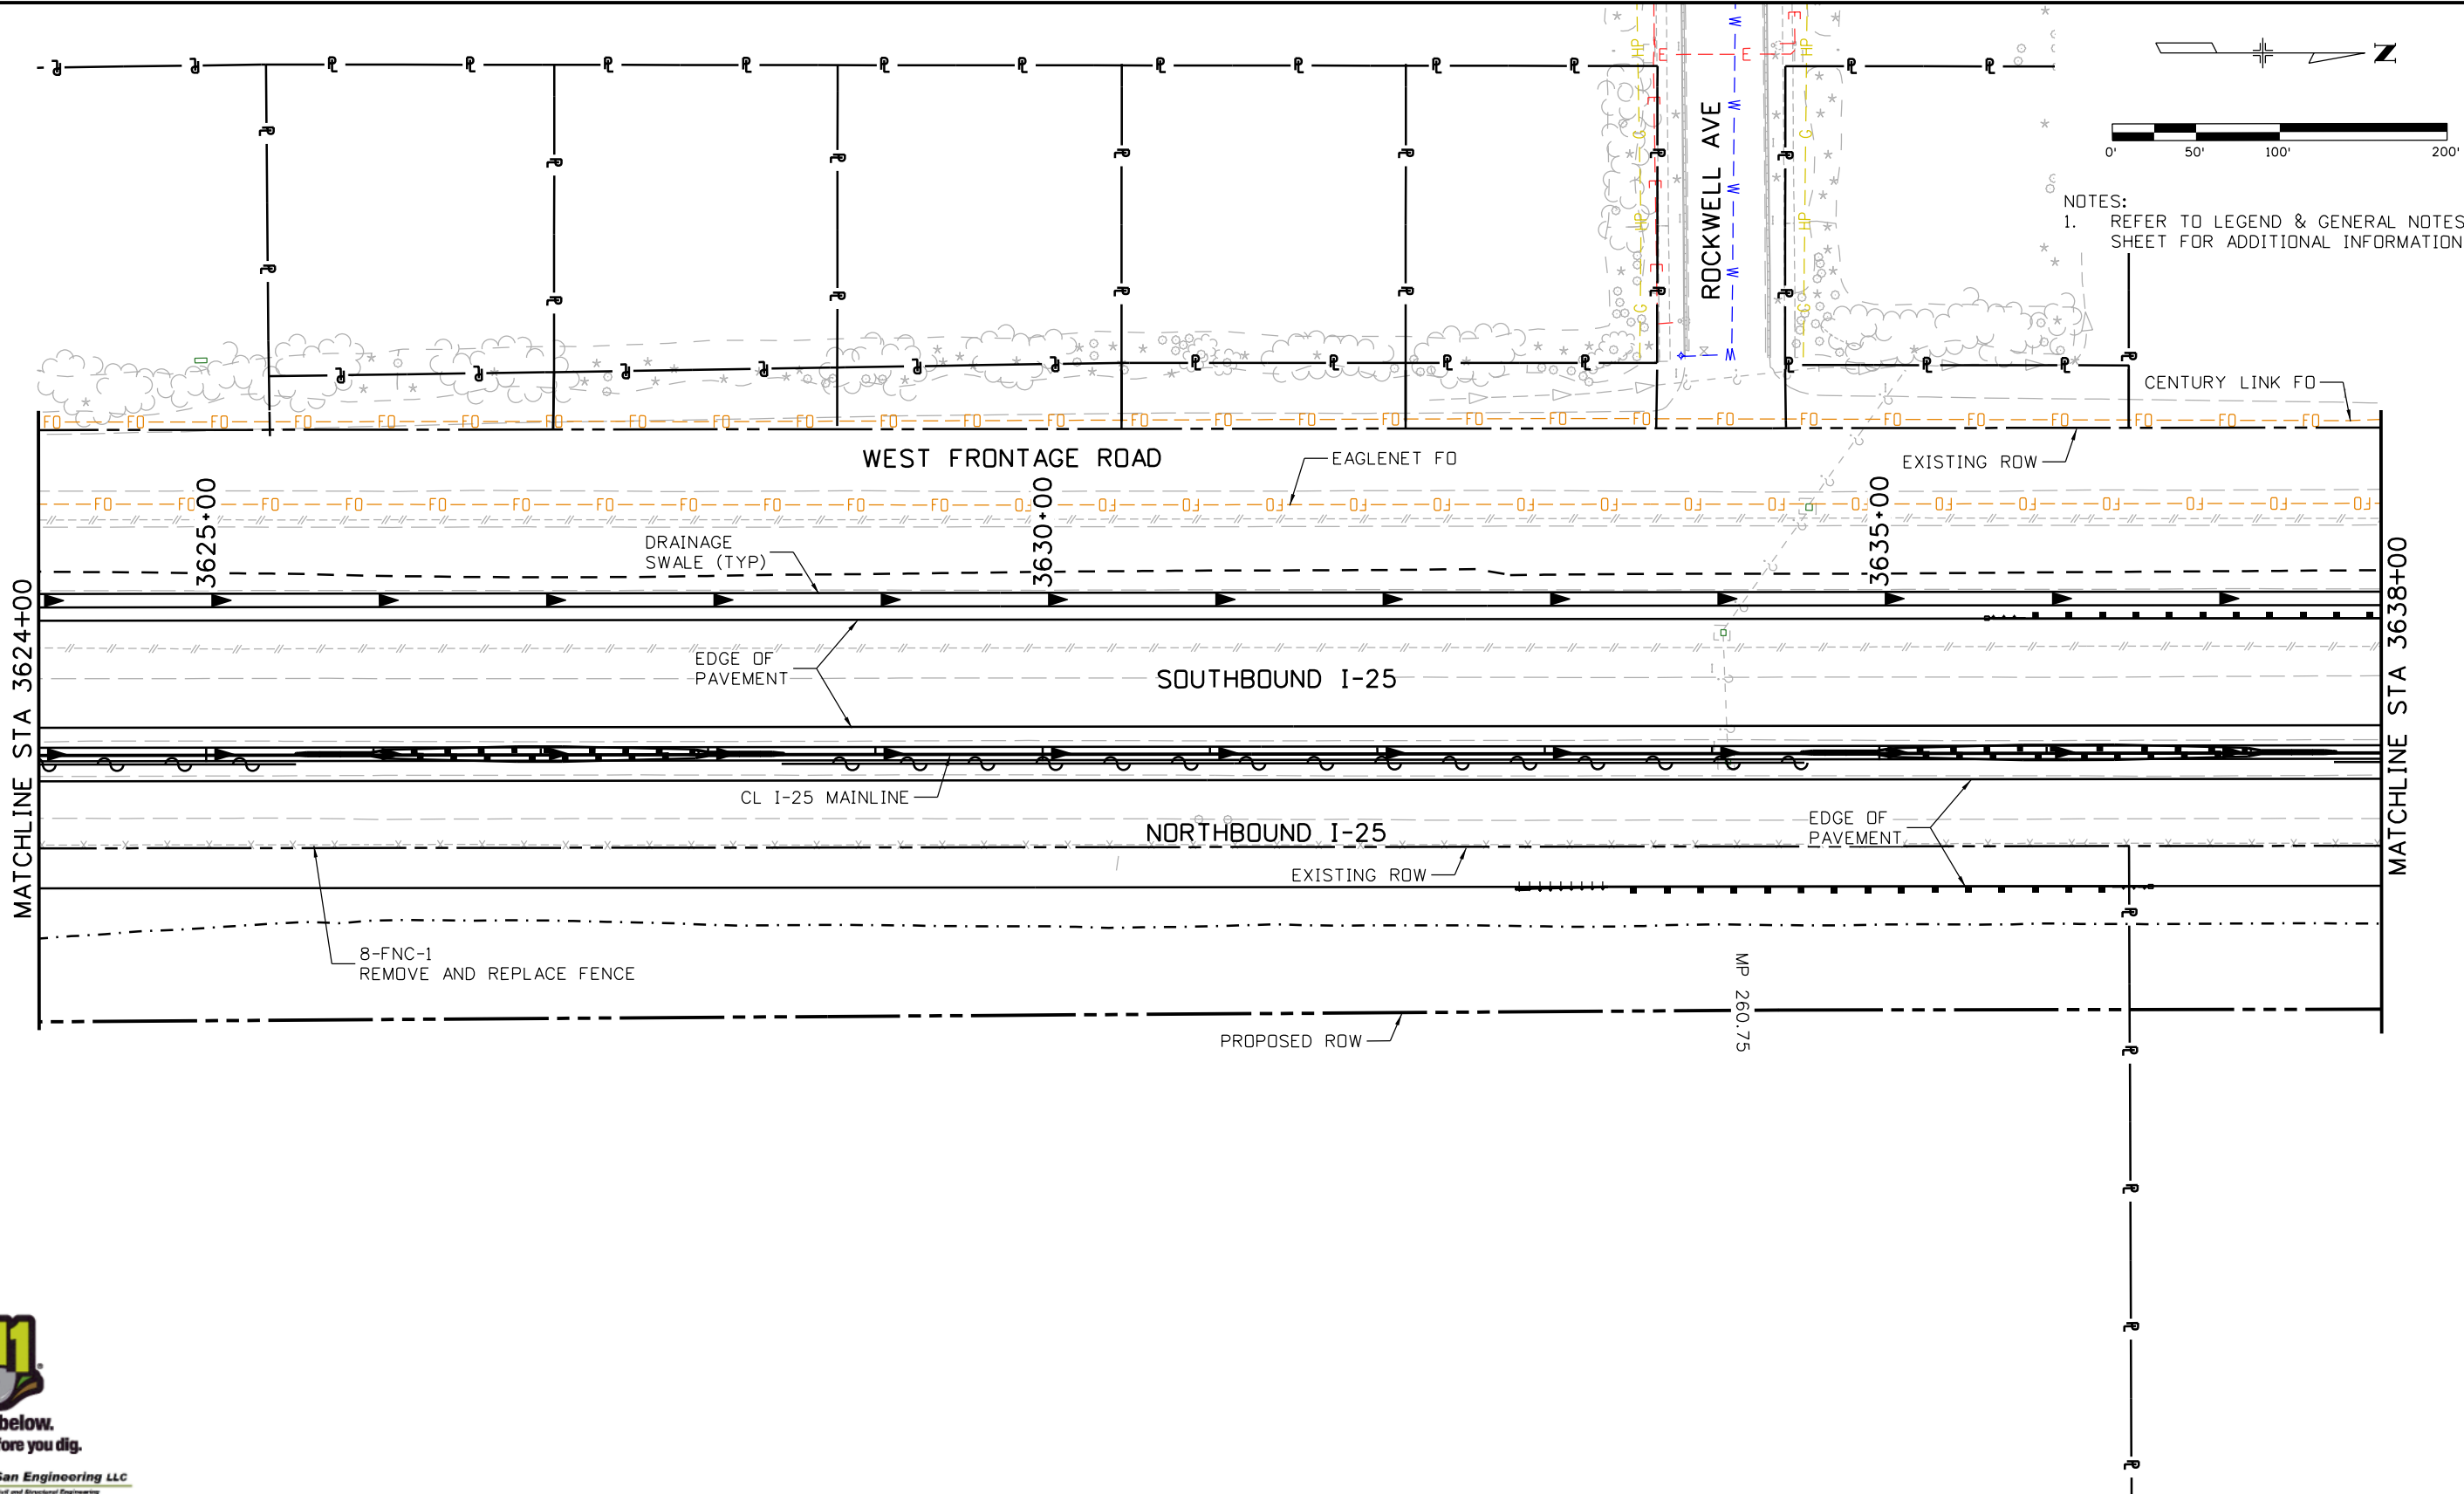 N
0' 50' 100' 200'
NOTES:
1. REFER TO LEGEND & GENERAL NOTES
SHEET FOR ADDITIONAL INFORMATION
ROCKWELL AVE
CENTURY LINK FO
WEST FRONTAGE ROAD
EAGLENET FO
EXISTING ROW
3625+00
3630+00
3635+00
DRAINAGE
SWALE (TYP)
MATCHLINE STA 3624+00
MATCHLINE STA 3638+00
EDGE OF
PAVEMENT
SOUTHBOUND I-25
CL I-25 MAINLINE
NORTHBOUND I-25
EDGE OF
PAVEMENT
EXISTING ROW
8-FNC-1
REMOVE AND REPLACE FENCE
MP 260.75
PROPOSED ROW
below.
fore you dig.
San Engineering LLC